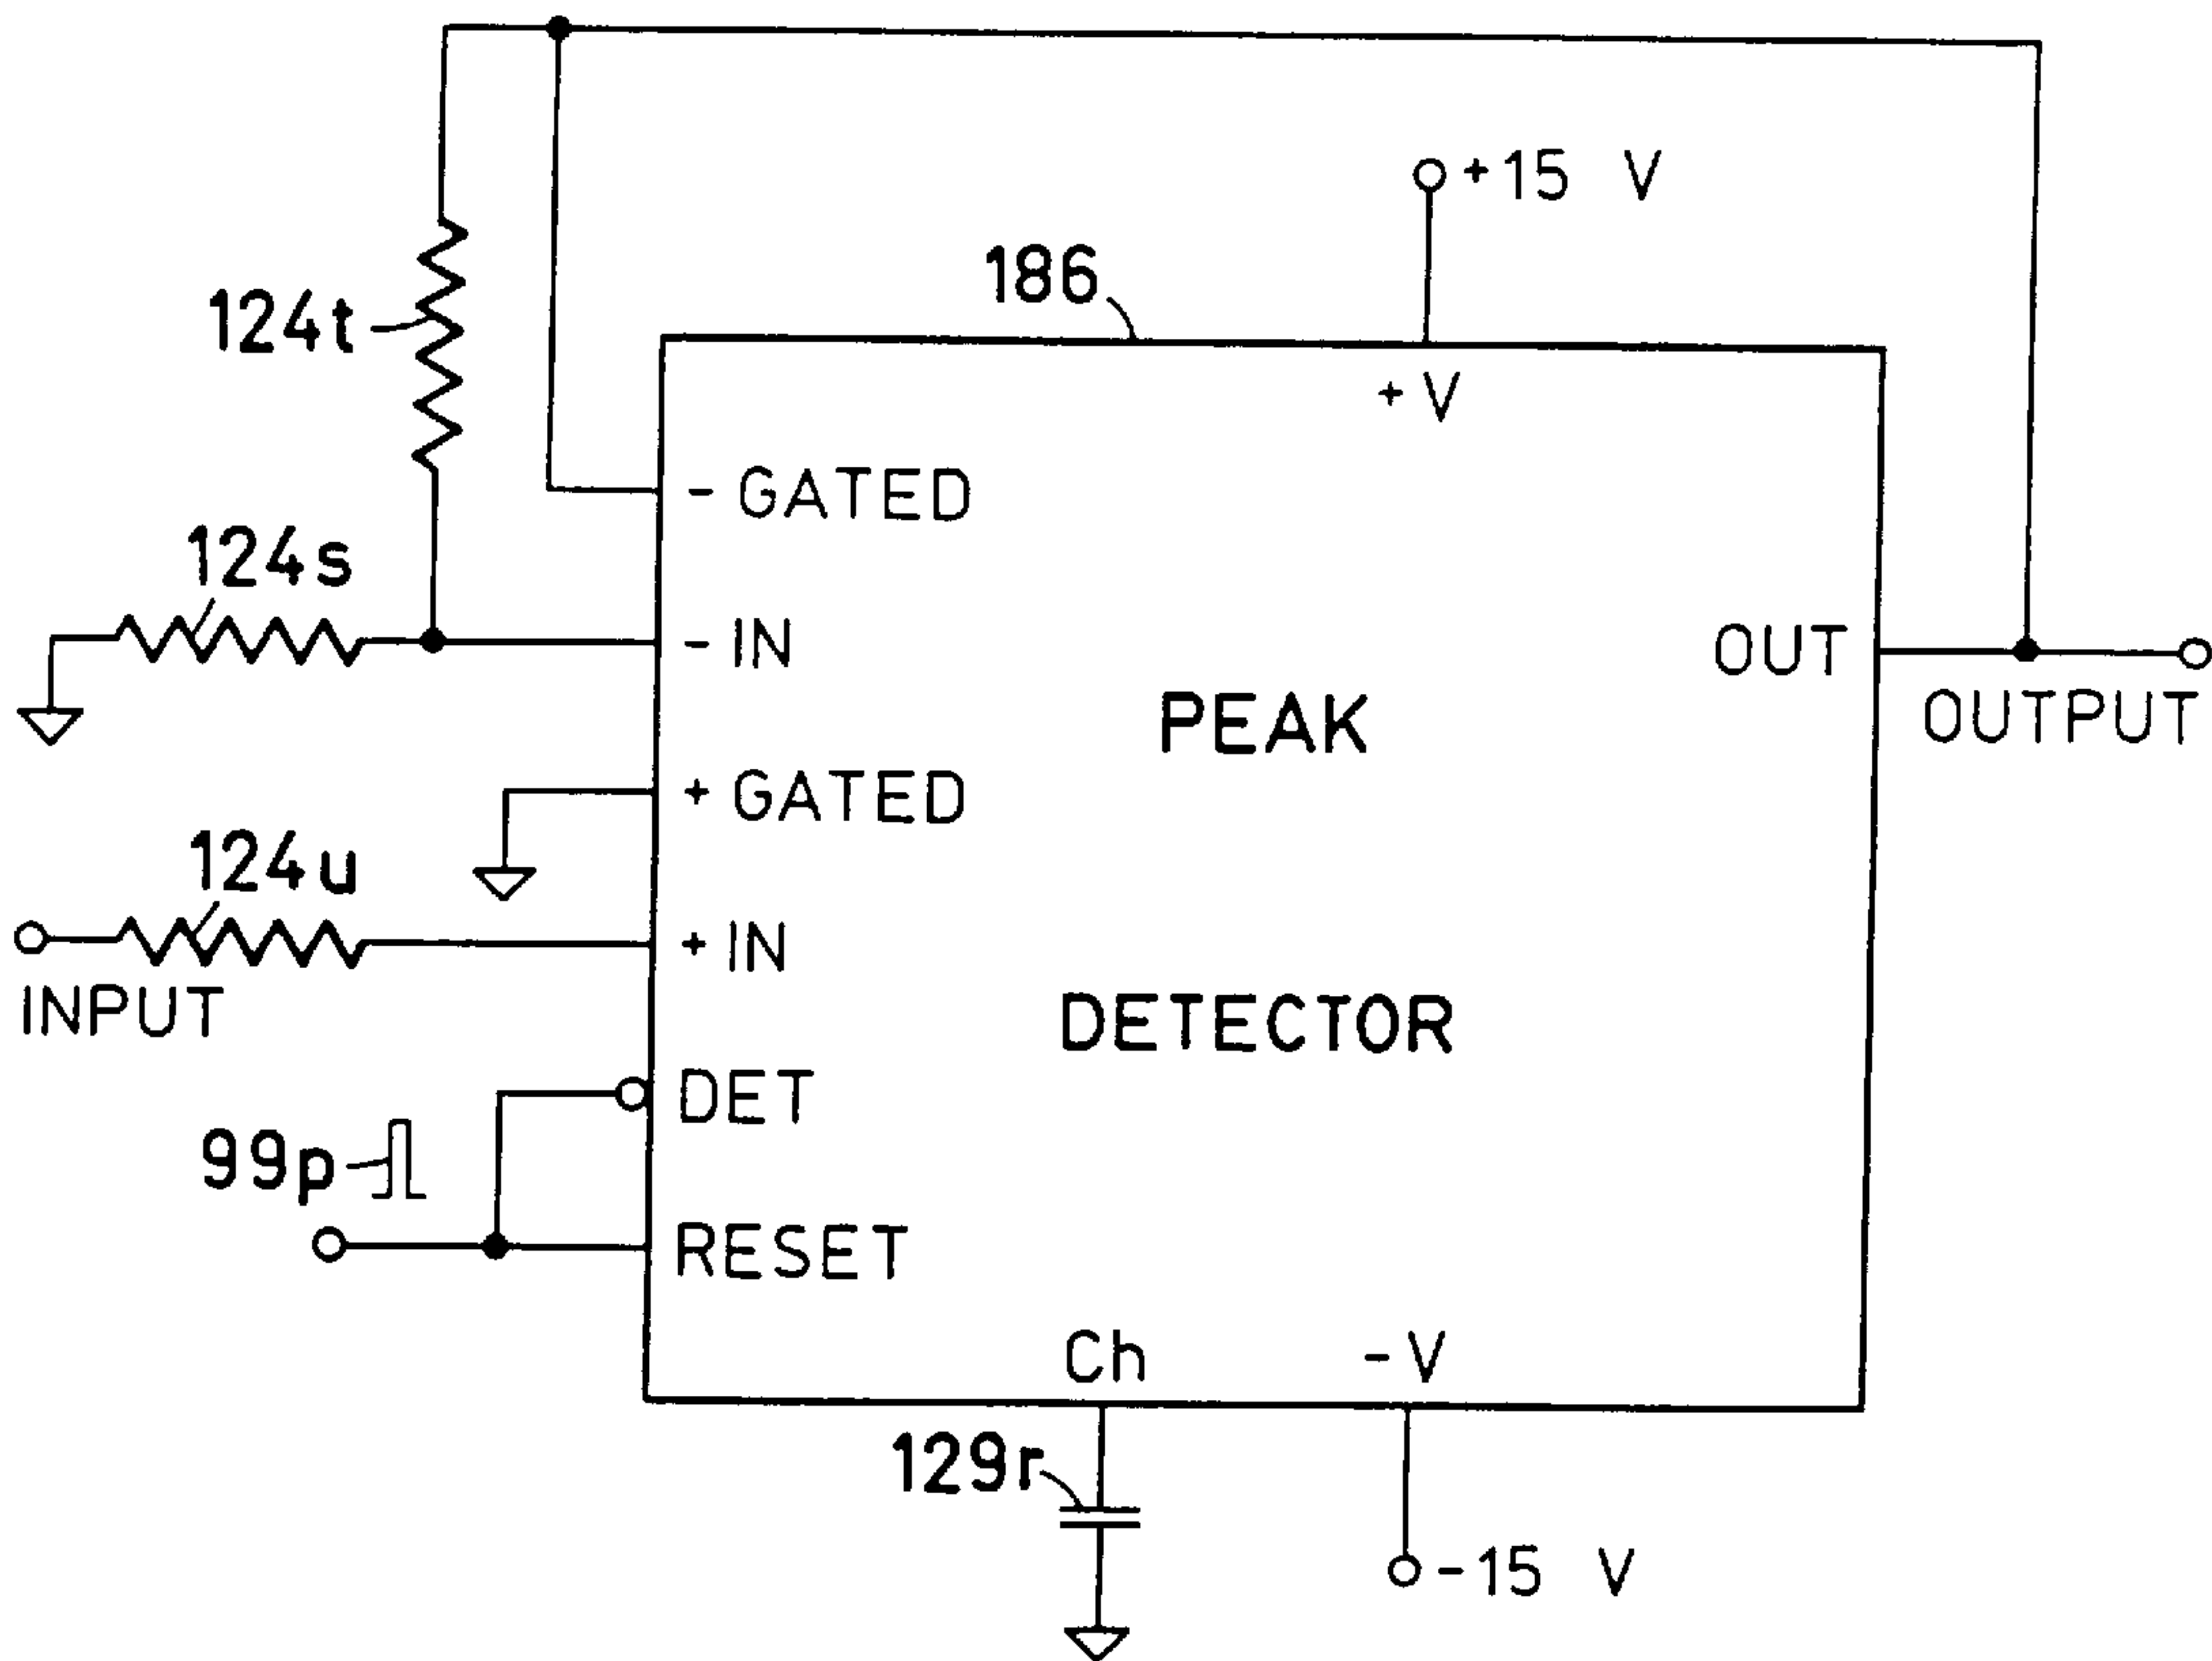 +15 V
186
124t
+ V
- GATED
124s
- IN
OUT
PEAK
OUTPUT
+ GATED
124u
+ IN
INPUT
DETECTOR
DET
99p
RESET
Ch
- V
129r
-15 V